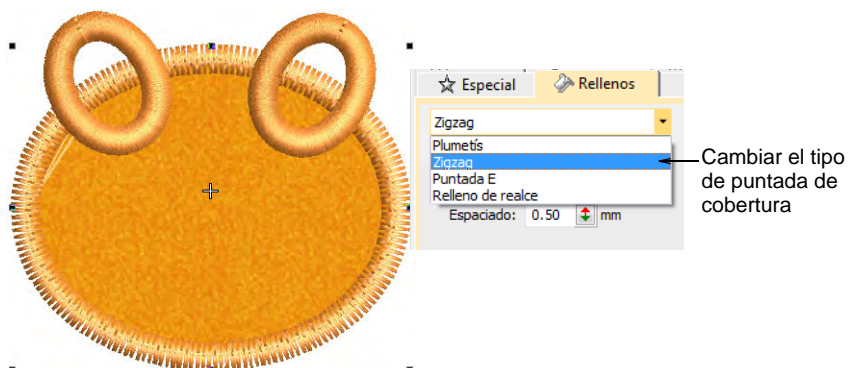 Especial
Rellenos
Zigzag
Plumetís
Zigzag
Puntada E
Relleno de realce
Espaciado: 0.50 mm
Cambiar el tipo
de puntada de
cobertura